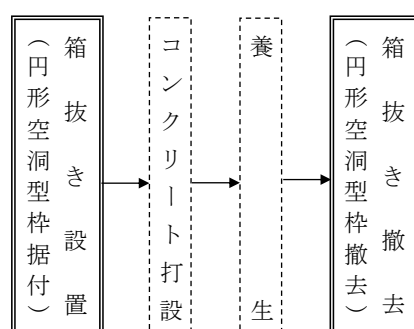 箱抜き設置
（円形空洞型枠据付）
コンクリート打設
養生
箱抜き撤去
（円形空洞型枠撤去）